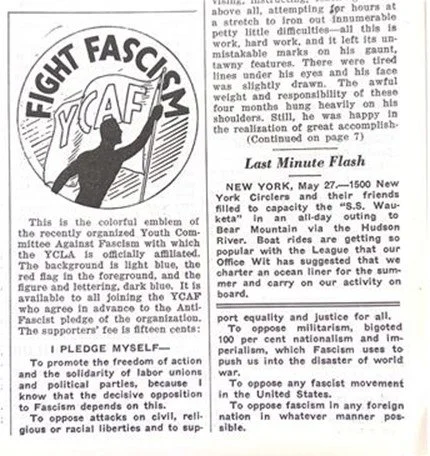 FIGHT FASCISM
YCAF
This is the colorful emblem of
the recently organized Youth Com-
mittee Against Fascism with which
the YCLA is officially affiliated.
The background is light blue, the
red flag in the foreground, and the
figure and lettering, dark blue. It is
available to all joining the YCAF
who agree in advance to the Anti-
Fascist pledge of the organization.
The supporters' fee is fifteen cents:
I PLEDGE MYSELF—
To promote the freedom of action
and the solidarity of labor unions
and political parties, because I
know that the decisive opposition
to Fascism depends on this.
To oppose attacks on civil, reli-
gious or racial liberties and to sup-
above all, attempting for hours at
a stretch to iron out innumerable
petty little difficulties—all this is
work, hard work, and it left its un-
mistakable marks on his gaunt,
tawny features. There were tired
lines under his eyes and his face
was slightly drawn. The awful
weight and responsibility of these
four months hung heavily on his
shoulders. Still, he was happy in
the realization of great accomplish-
(Continued on page 7)
Last Minute Flash
NEW YORK, May 27.—1500 New
York Circlers and their friends
filled to capacity the "S.S. Wau-
keta" in an all-day outing to
Bear Mountain via the Hudson
River. Boat rides are getting so
popular with the League that our
Office Wit has suggested that we
charter an ocean liner for the sum-
mer and carry on our activity on
board.
port equality and justice for all.
To oppose militarism, bigoted
100 per cent nationalism and im-
perialism, which Fascism uses to
push us into the disaster of world
war.
To oppose any fascist movement
in the United States.
To oppose fascism in any foreign
nation in whatever manner pos-
sible.